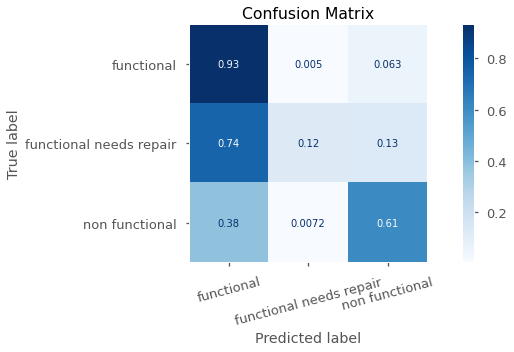 Confusion Matrix
True label
functional 0.93 0.005 0.063
functional needs repair 0.74 0.12 0.13
non functional 0.38 0.0072 0.61
functional functional needs repair non functional
Predicted label
0.8
0.6
0.4
0.2